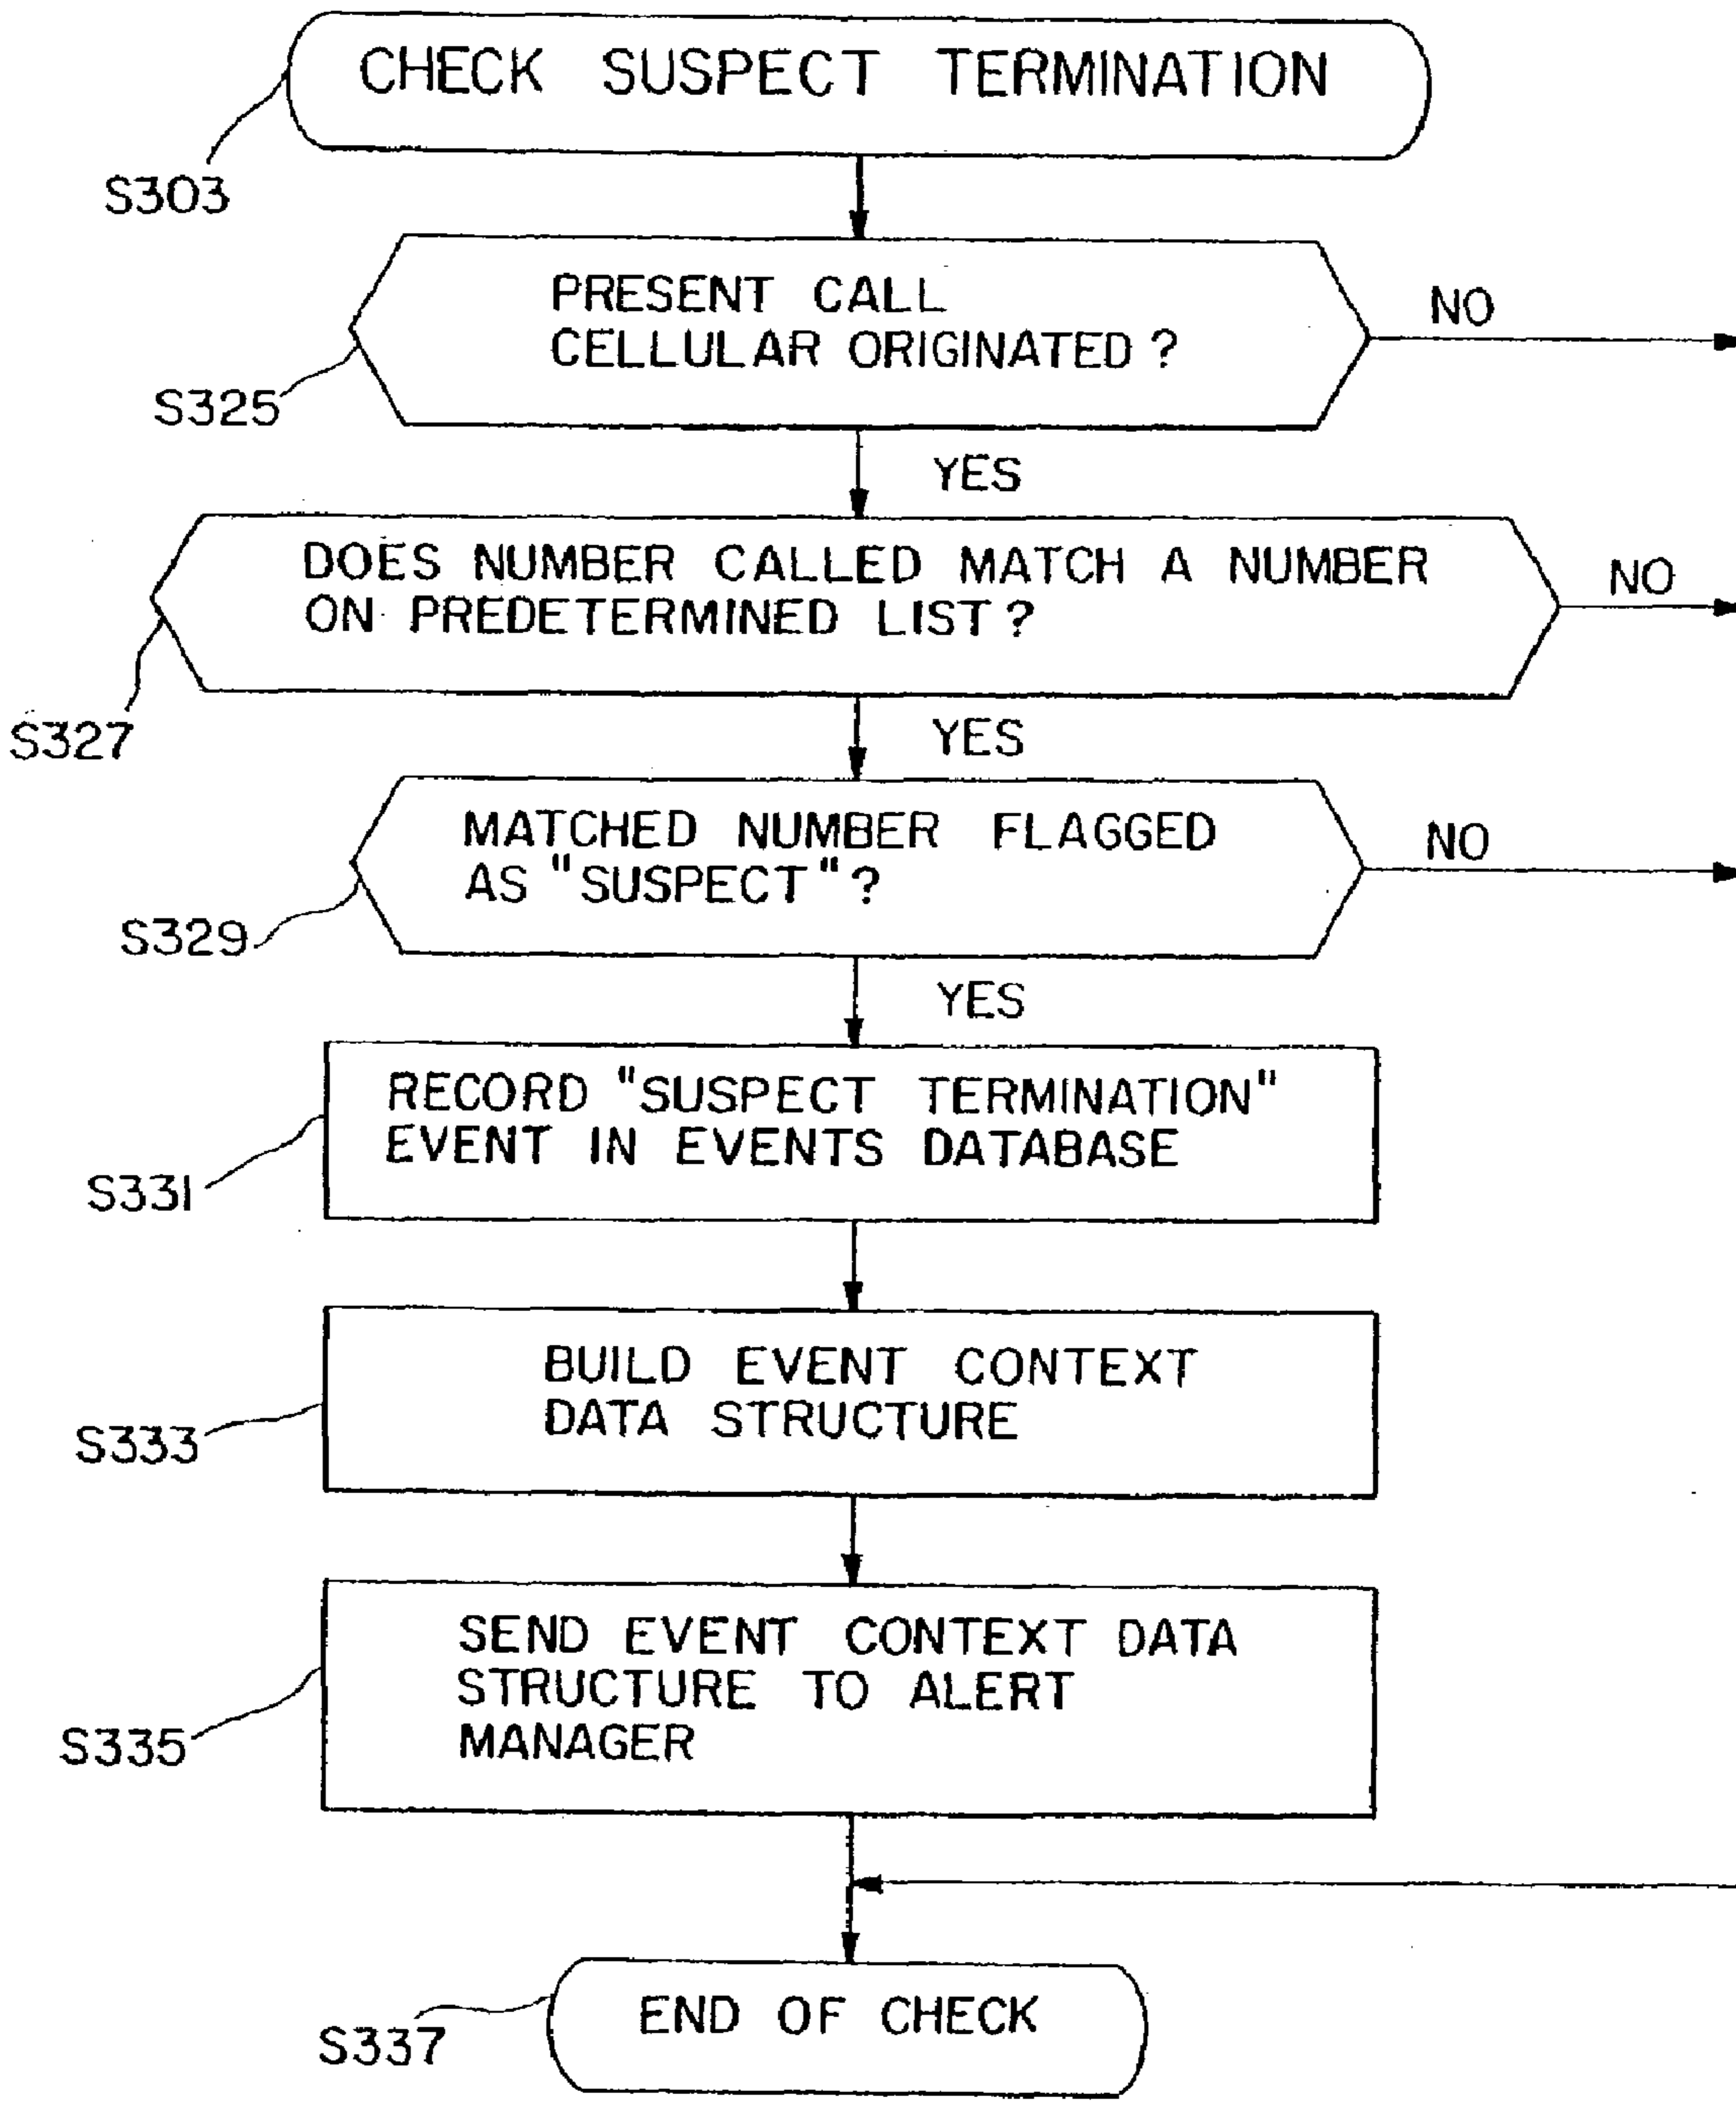 CHECK SUSPECT TERMINATION
S303
PRESENT CALL
CELLULAR ORIGINATED?
NO
S325
YES
DOES NUMBER CALLED MATCH A NUMBER
ON PREDETERMINED LIST?
NO
S327
YES
MATCHED NUMBER FLAGGED
AS "SUSPECT"?
NO
S329
YES
RECORD "SUSPECT TERMINATION"
EVENT IN EVENTS DATABASE
S331
BUILD EVENT CONTEXT
DATA STRUCTURE
S333
SEND EVENT CONTEXT DATA
STRUCTURE TO ALERT
MANAGER
S335
END OF CHECK
S337